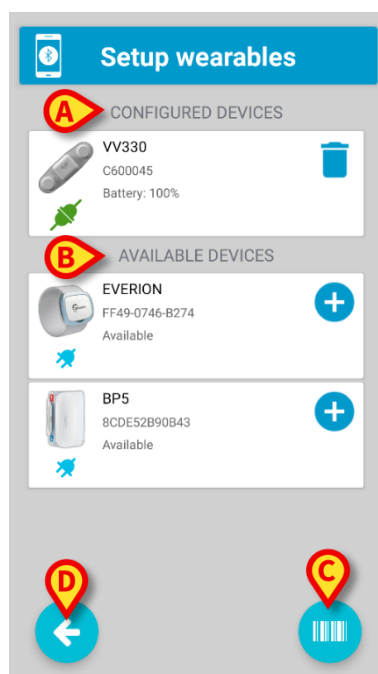 Setup wearables
A
CONFIGURED DEVICES
VV330
C600045
Battery: 100%
B
AVAILABLE DEVICES
EVERION
FF49-0746-B274
Available
BP5
8CDE52B90B43
Available
D
C